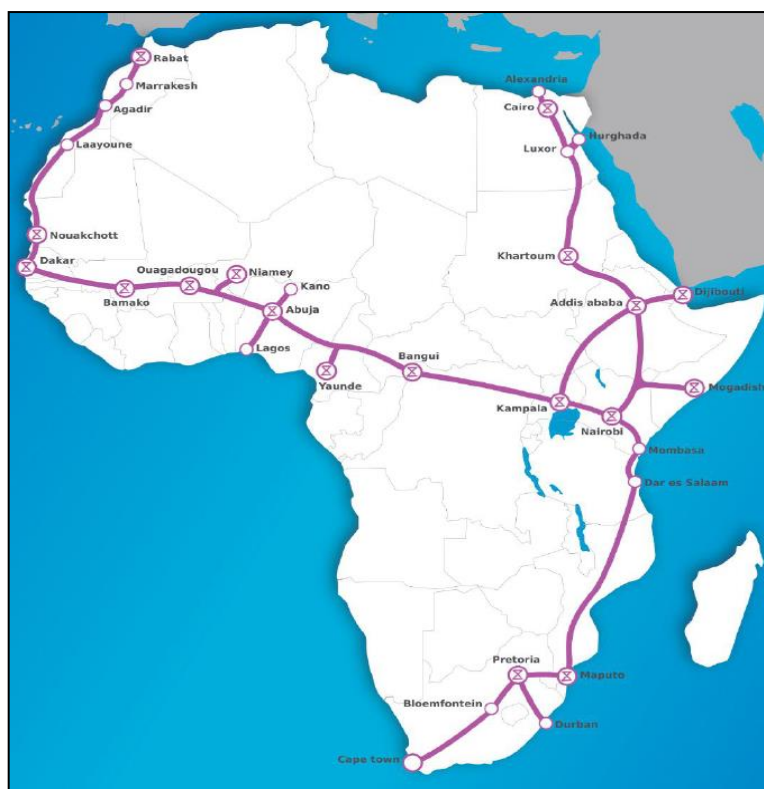 Rabat
Marrakesh
Agadir
Laayoune
Nouakchott
Dakar
Bamako
Ouagadougou
Niamey
Kano
Abuja
Lagos
Yaunde
Bangui
Alexandria
Cairo
Hurghada
Luxor
Khartoum
Addis ababa
Dijibouti
Kampala
Nairobi
Mogadish
Mombasa
Dar es Salaam
Pretoria
Maputo
Bloemfontein
Durban
Cape town